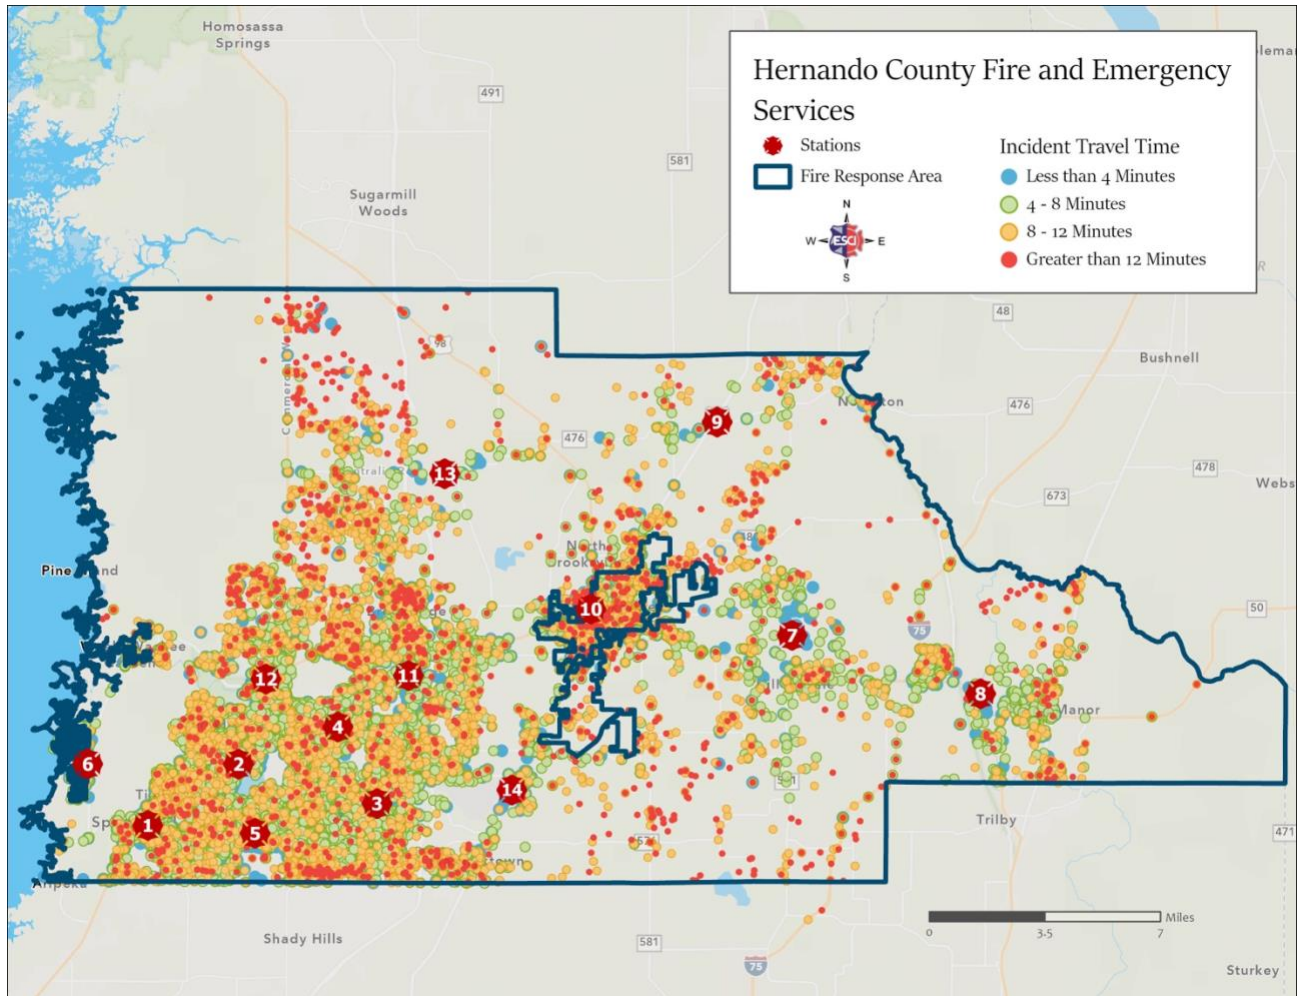 Homosassa
Springs
491
581
Sugarmill
Woods
Hernando County Fire and Emergency
Services
Stations
Fire Response Area
Incident Travel Time
Less than 4 Minutes
4 - 8 Minutes
8 - 12 Minutes
Greater than 12 Minutes
N
W
ESCI
E
S
48
Bushnell
98
476
476
9
13
478
673
North
50
10
75
7
12
11
8
Manor
4
6
2
14
3
1
5
Trilby
471
Aripeka
Shady Hills
581
75
Miles
0
3.5
7
Sturkey